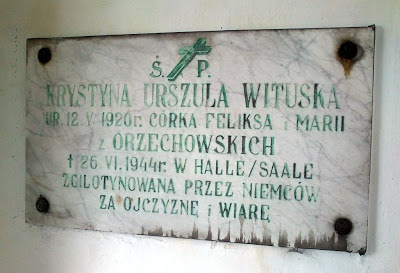 Ś. P.
KRYSTYNA URSZULA WITUSKA
UR. 12. V 1920r. CÓRKA FELIKSA i MARII
z ORZECHOWSKICH
† 26. VI. 1944r. W HALLE/SAALE
ZGILOTYNOWANA PRZEZ NIEMCÓW
ZA OJCZYZNĘ i WIARĘ